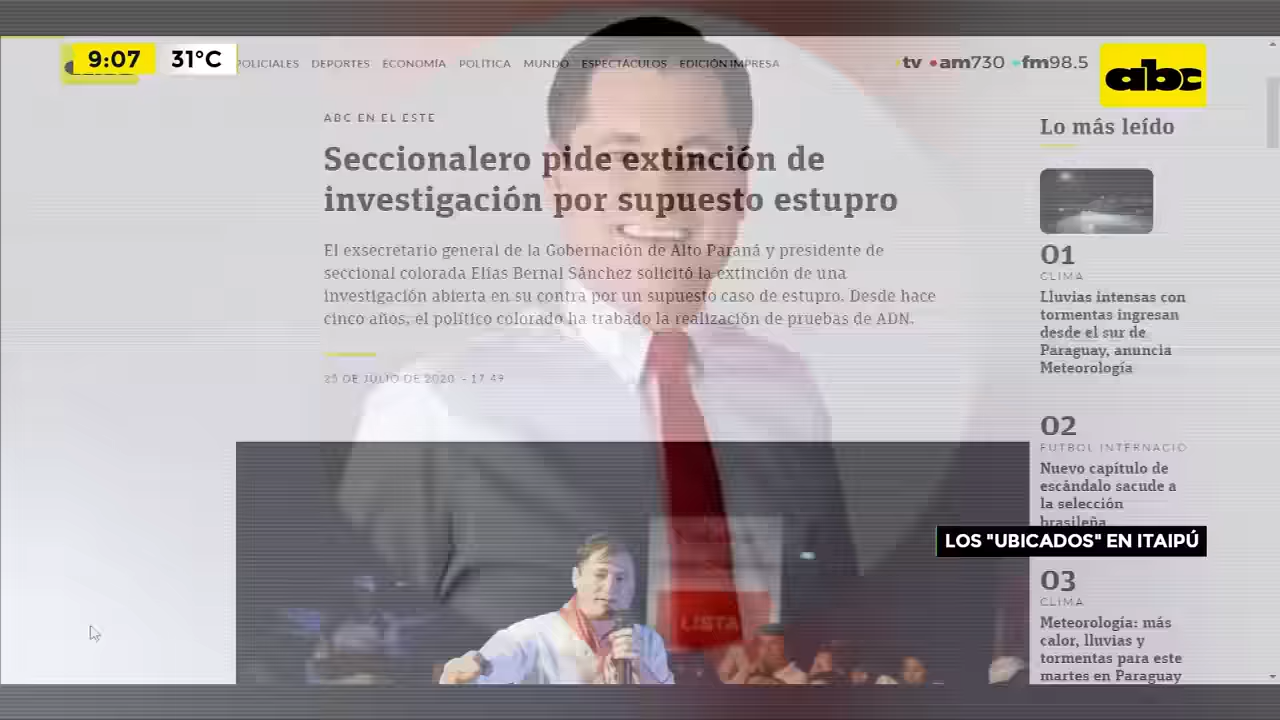 9:07
31°C
POLICIALES DEPORTES ECONOMÍA POLÍTICA MUNDO ESPECTÁCULOS EDICIÓN IMPRESA
tv am730 fm98.5
abc
ABC EN EL ESTE
Seccionalero pide extinción de
investigación por supuesto estupro
El exsecretario general de la Gobernación de Alto Paraná y presidente de
seccional colorada Elías Bernal Sánchez solicitó la extinción de una
investigación abierta en su contra por un supuesto caso de estupro. Desde hace
cinco años, el político colorado ha trabado la realización de pruebas de ADN.
25 DE JULIO DE 2020 - 17:49
Lo más leído
01
CLIMA
Lluvias intensas con
tormentas ingresan
desde el sur de
Paraguay, anuncia
Meteorología
02
FÚTBOL INTERNACIO
Nuevo capítulo de
escándalo sacude a
la selección
brasileña
LOS "UBICADOS" EN ITAIPÚ
03
CLIMA
Meteorología: más
calor, lluvias y
tormentas para este
martes en Paraguay
LISTA